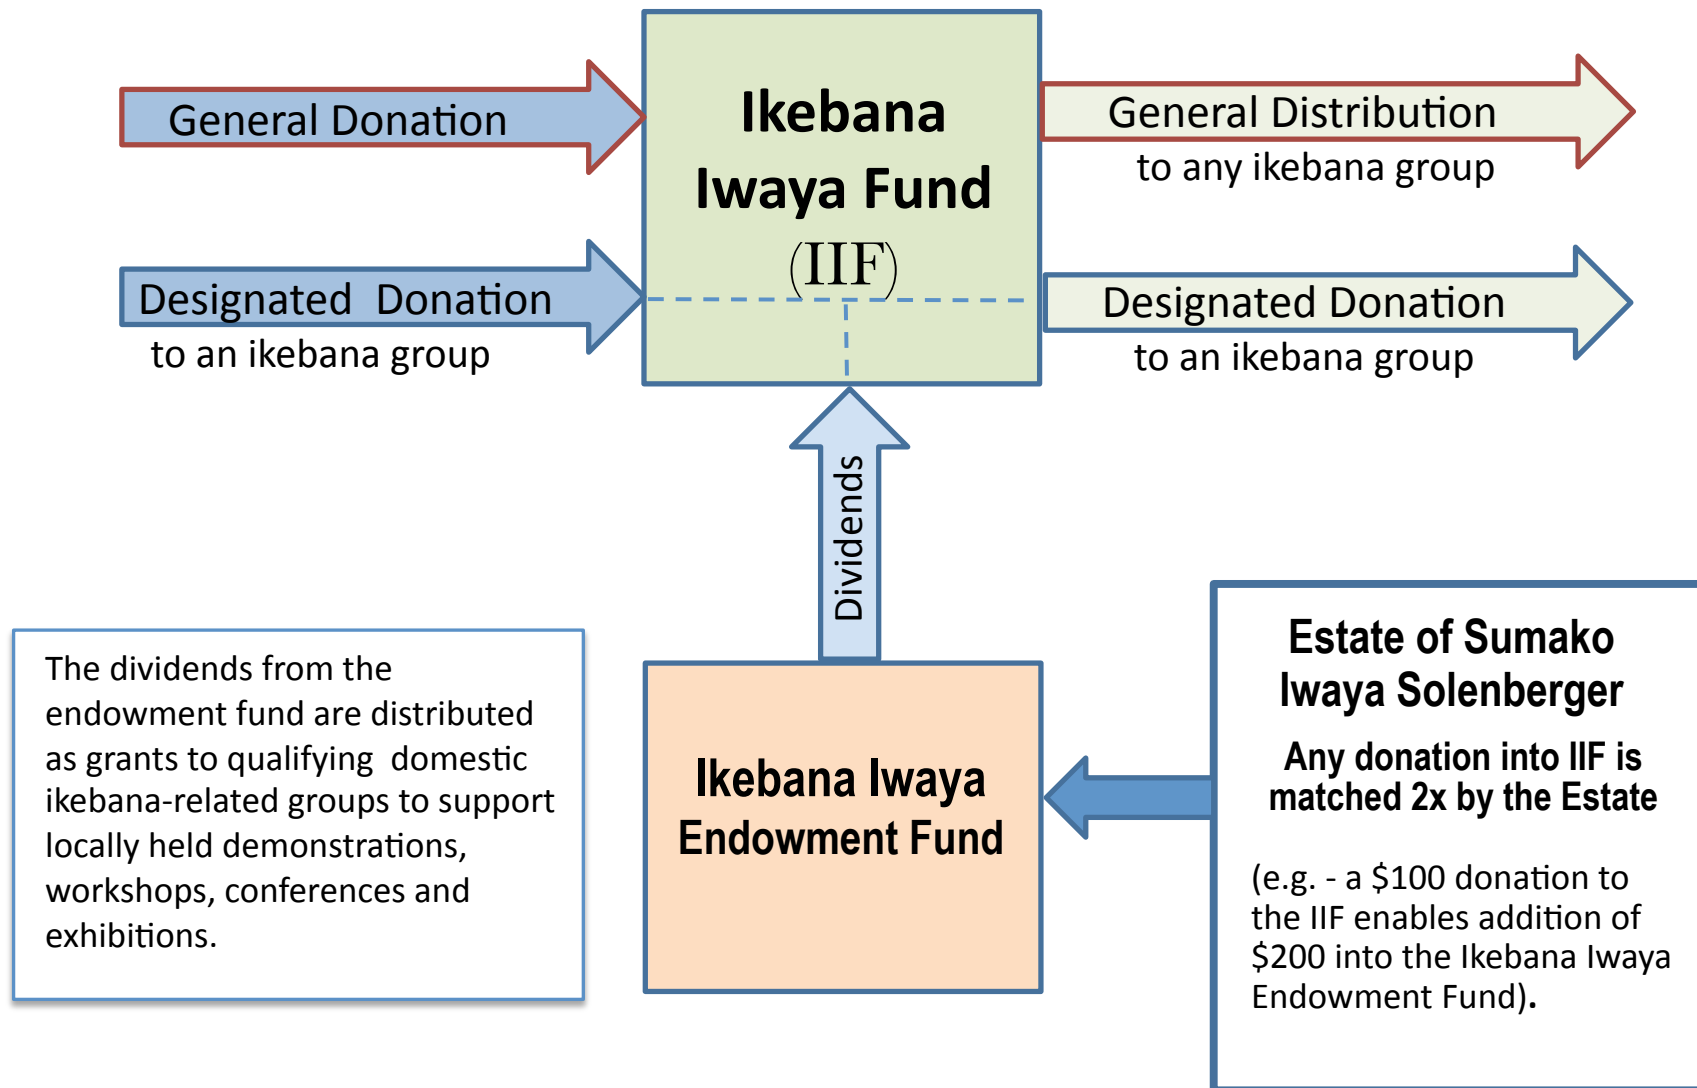 General Donation
Designated  Donation
to an ikebana group
Ikebana
Iwaya Fund
(IIF)
General Distribution
to any ikebana group
Designated Donation
to an ikebana group
Dividends
The dividends from the
endowment fund are distributed
as grants to qualifying  domestic
ikebana-related groups to support
locally held demonstrations,
workshops, conferences and
exhibitions.
Ikebana Iwaya
Endowment Fund
Estate of Sumako
Iwaya Solenberger
Any donation into IIF is
matched 2x by the Estate
(e.g. - a $100 donation to
the IIF enables addition of
$200 into the Ikebana Iwaya
Endowment Fund).